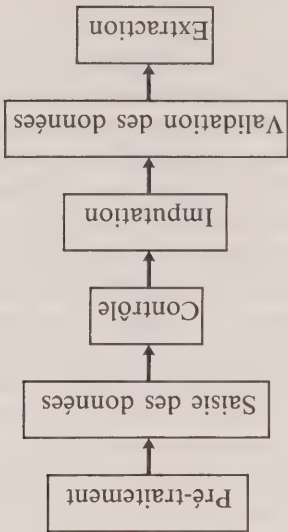 Pré-traitement
Saisie des données
Contrôle
Imputation
Validation des données
Extraction